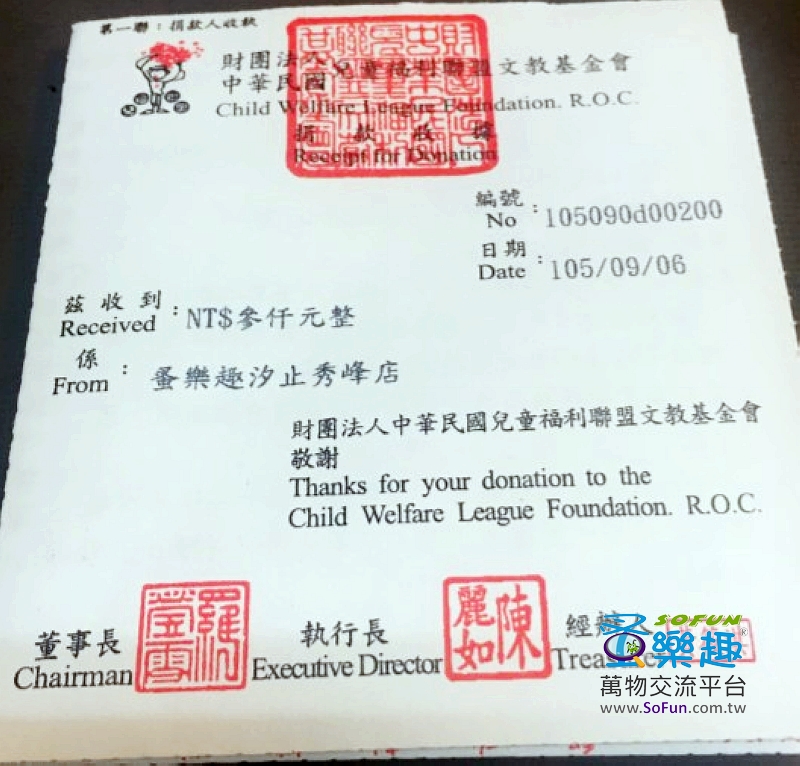 第一聯：捐款人收執
財團法人
中華民國 兒童福利聯盟文教基金會
Child Welfare League Foundation. R.O.C.
捐款收據
Receipt for Donation
編號
No : 105090d00200
日期
Date : 105/09/06
茲收到
Received : NT$參仟元整
係
From : 蚤樂趣汐止秀峰店
財團法人中華民國兒童福利聯盟文教基金會
敬謝
Thanks for your donation to the
Child Welfare League Foundation. R.O.C.
董事長
Chairman
執行長
Executive Director
陳麗如
經辦人
Treasurer
SOFUN
蚤樂趣®
萬物交流平台
www.SoFun.com.tw